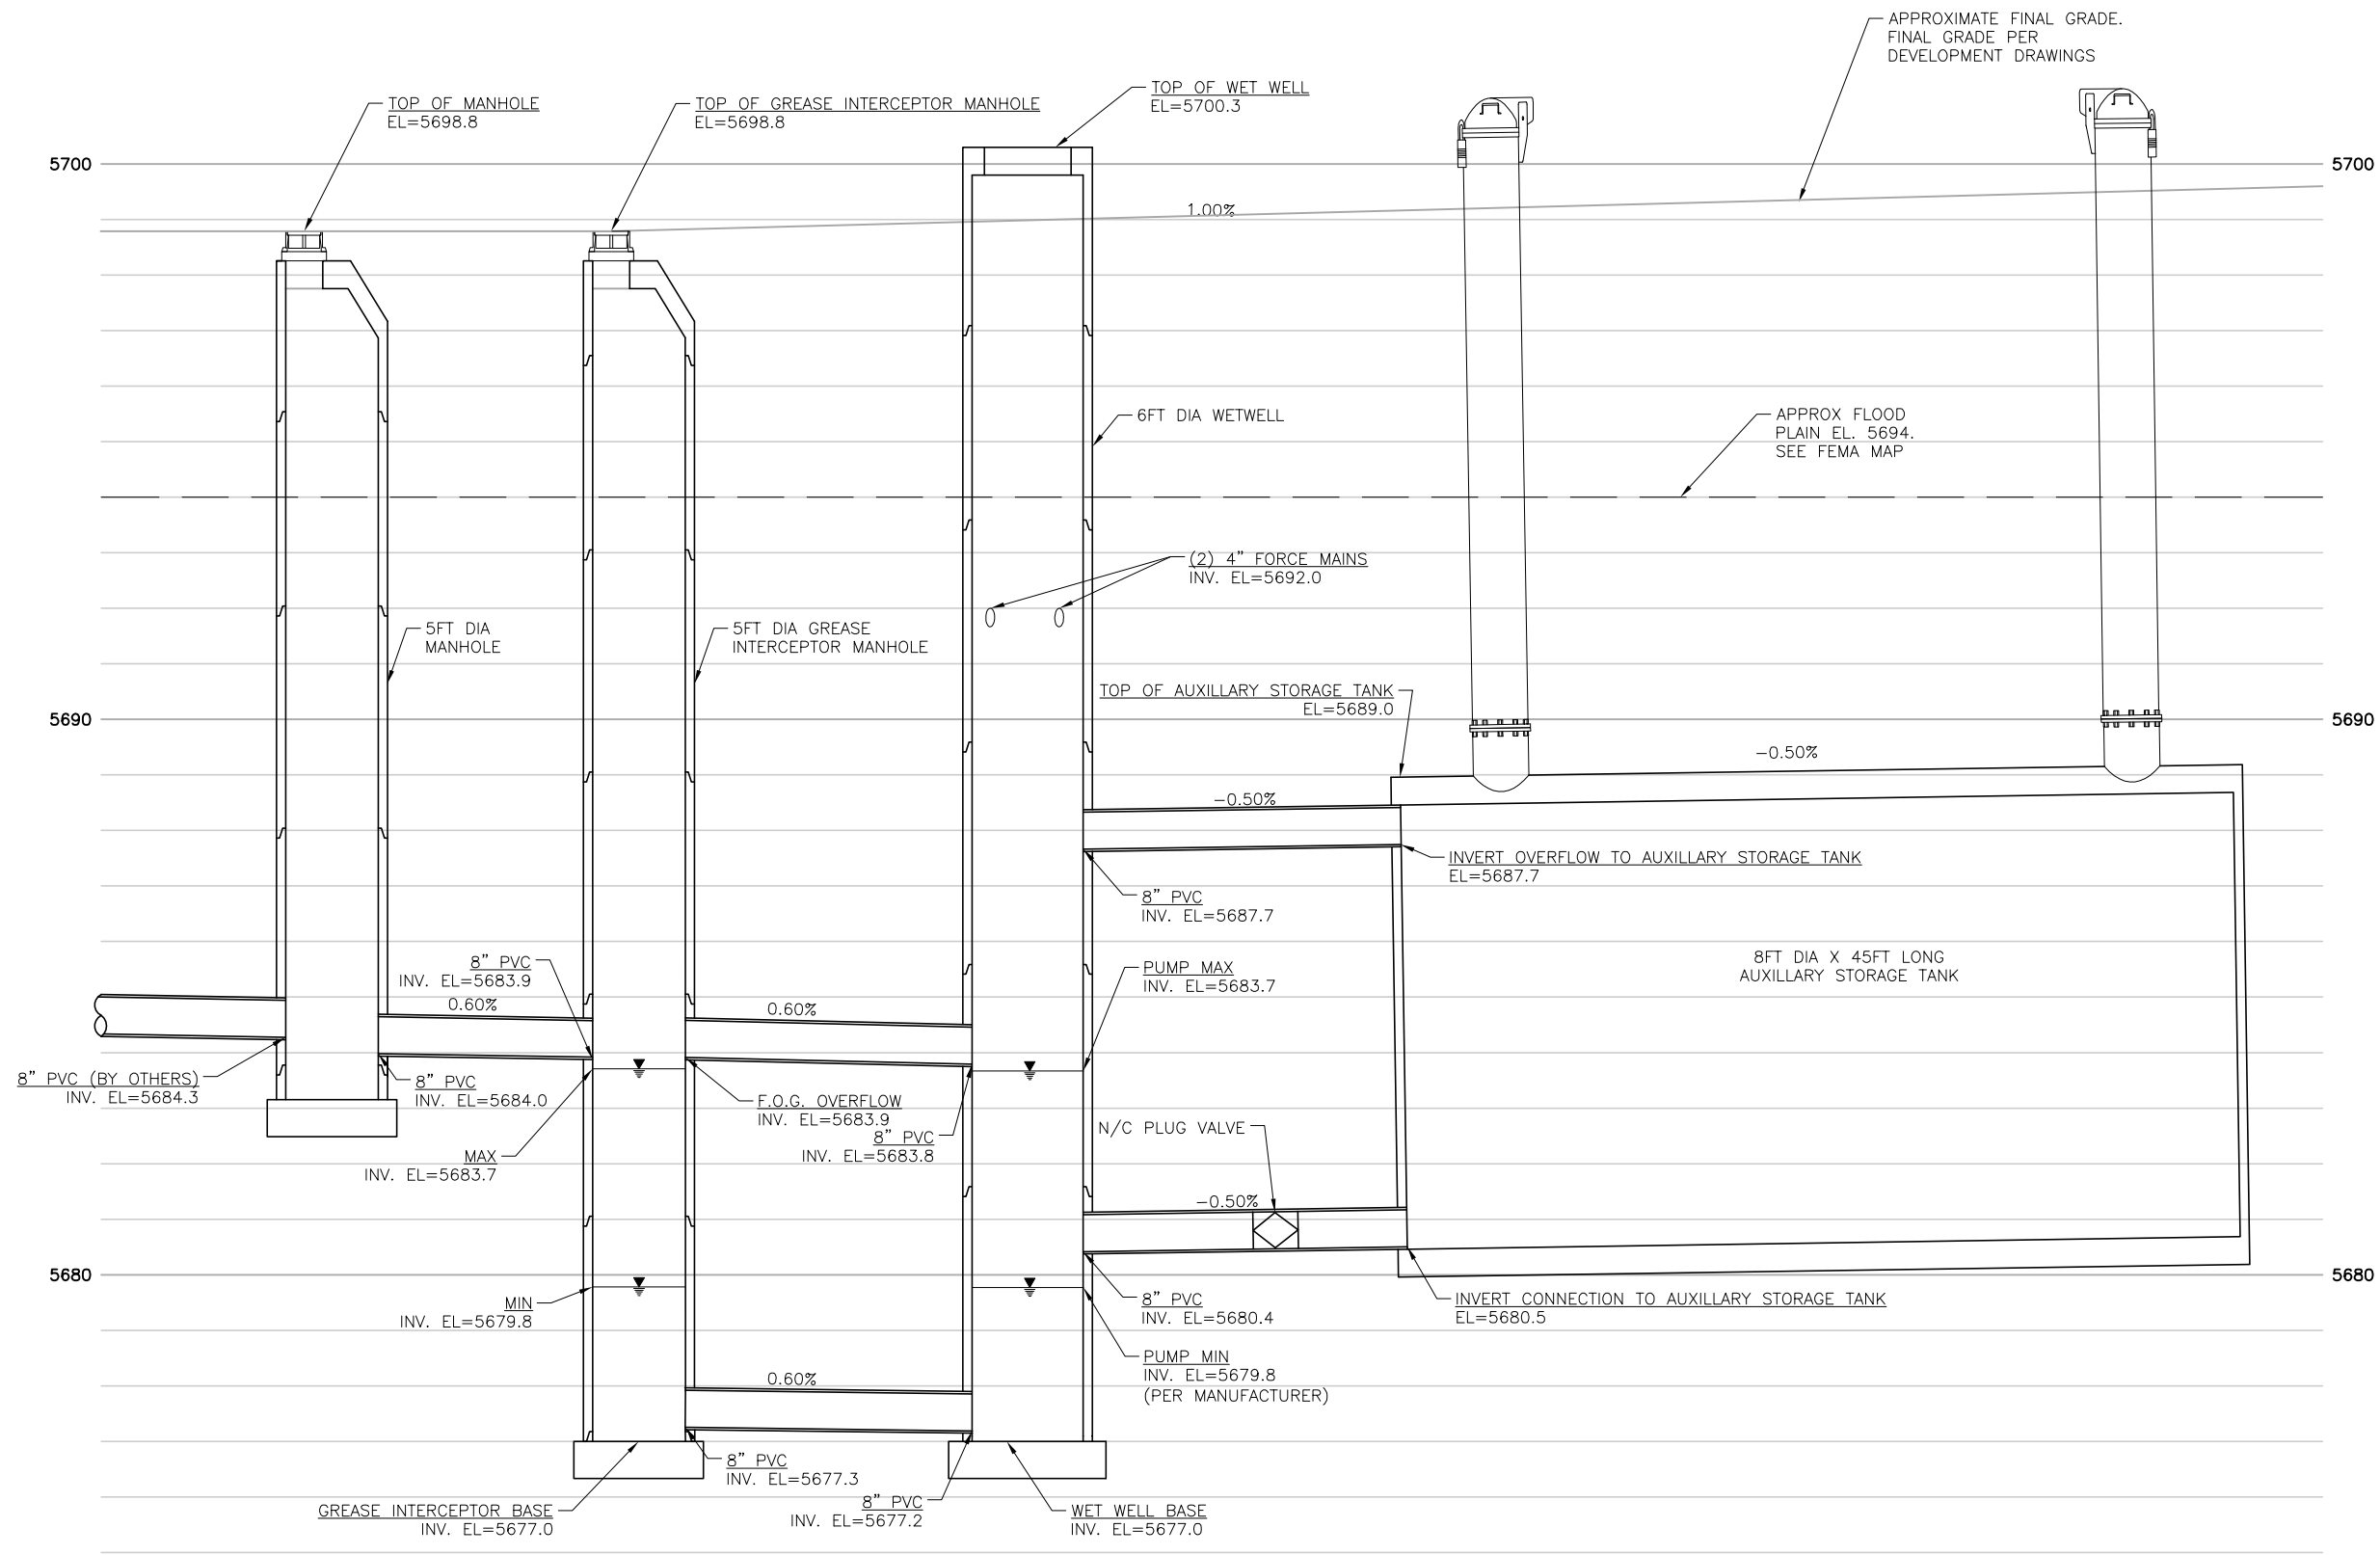 APPROXIMATE FINAL GRADE.
FINAL GRADE PER
DEVELOPMENT DRAWINGS
TOP OF WET WELL
EL=5700.3
TOP OF MANHOLE
EL=5698.8
TOP OF GREASE INTERCEPTOR MANHOLE
EL=5698.8
5700
5700
1.00%
6FT DIA WETWELL
APPROX FLOOD
PLAIN EL. 5694.
SEE FEMA MAP
(2) 4" FORCE MAINS
INV. EL=5692.0
5FT DIA
MANHOLE
5FT DIA GREASE
INTERCEPTOR MANHOLE
TOP OF AUXILLARY STORAGE TANK
EL=5689.0
5690
5690
-0.50%
-0.50%
INVERT OVERFLOW TO AUXILLARY STORAGE TANK
EL=5687.7
8" PVC
INV. EL=5687.7
8FT DIA X 45FT LONG
AUXILLARY STORAGE TANK
8" PVC
INV. EL=5683.9
PUMP MAX
INV. EL=5683.7
0.60%
0.60%
8" PVC (BY OTHERS)
INV. EL=5684.3
8" PVC
INV. EL=5684.0
F.O.G. OVERFLOW
INV. EL=5683.9
8" PVC
INV. EL=5683.8
N/C PLUG VALVE
MAX
INV. EL=5683.7
-0.50%
5680
5680
MIN
INV. EL=5679.8
8" PVC
INV. EL=5680.4
INVERT CONNECTION TO AUXILLARY STORAGE TANK
EL=5680.5
PUMP MIN
INV. EL=5679.8
(PER MANUFACTURER)
0.60%
8" PVC
INV. EL=5677.3
8" PVC
INV. EL=5677.2
GREASE INTERCEPTOR BASE
INV. EL=5677.0
WET WELL BASE
INV. EL=5677.0